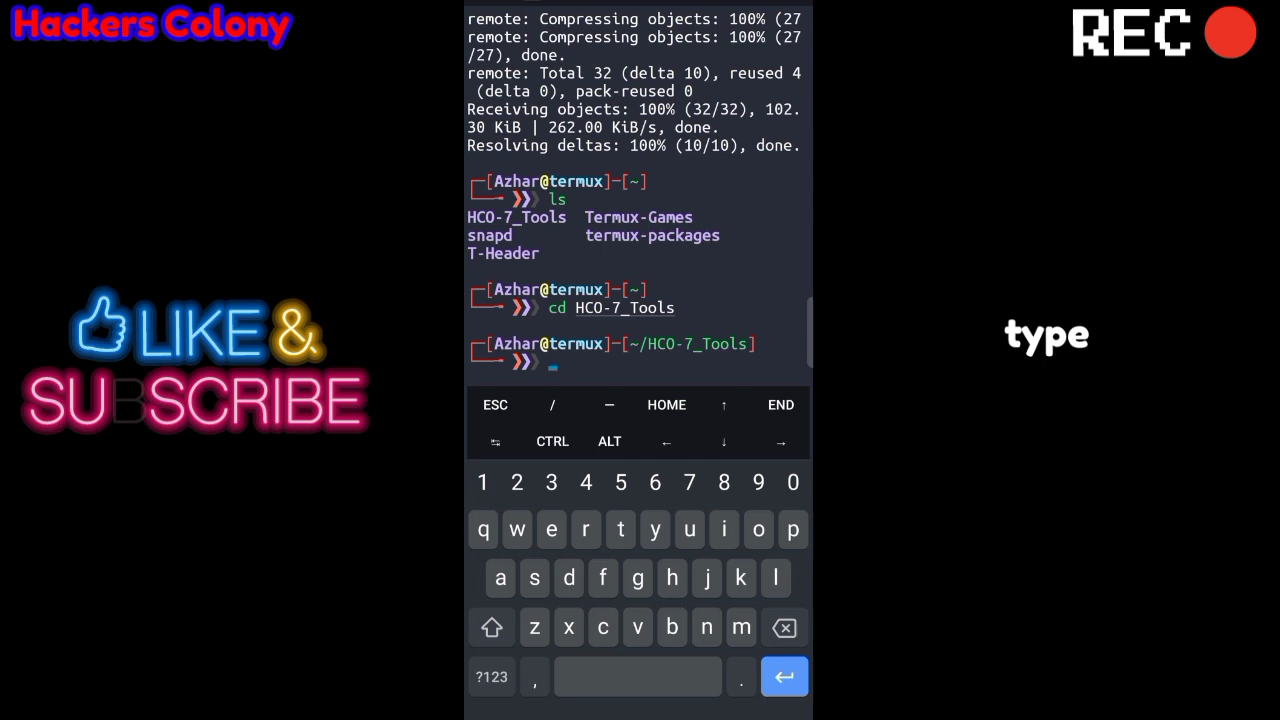 Hackers Colony
REC
remote: Compressing objects: 100% (27
remote: Compressing objects: 100% (27
/27), done.
remote: Total 32 (delta 10), reused 4
(delta 0), pack-reused 0
Receiving objects: 100% (32/32), 102.
30 KiB | 262.00 KiB/s, done.
Resolving deltas: 100% (10/10), done.
[Azhar@termux]-[~]
ls
HCO-7_Tools Termux-Games
snapd termux-packages
T-Header
[Azhar@termux]-[~]
cd HCO-7_Tools
[Azhar@termux]-[~/HCO-7_Tools]
LIKE &
SUBSCRIBE
type
ESC / — HOME ↑ END
↹ CTRL ALT ← ↓ →
1 2 3 4 5 6 7 8 9 0
q w e r t y u i o p
a s d f g h j k l
z x c v b n m
?123 , .